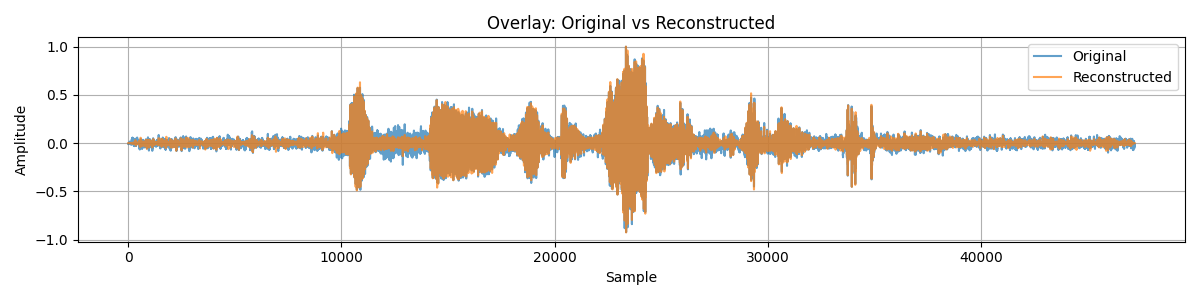 Overlay: Original vs Reconstructed
1.0
0.5
0.0
−0.5
−1.0
Amplitude
Original
Reconstructed
0
10000
20000
30000
40000
Sample